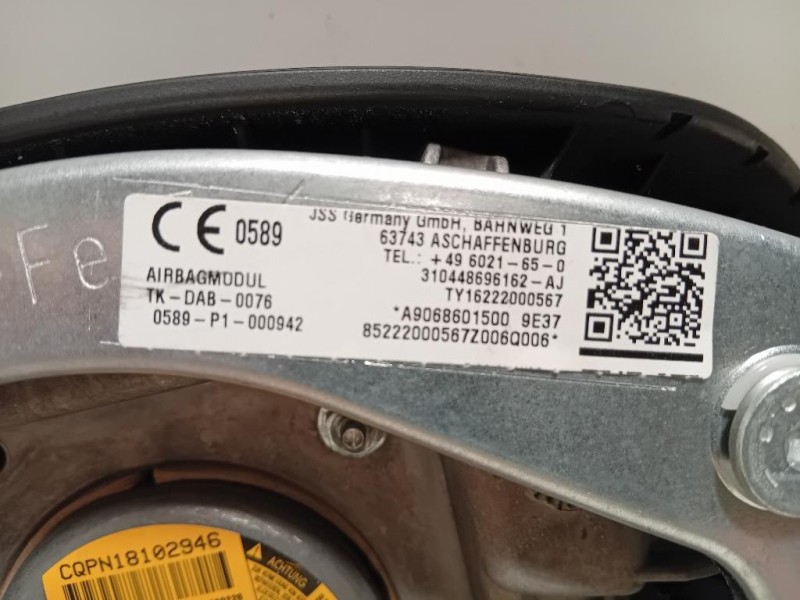 Fe
CE 0589
AIRBAGMODUL
TK-DAB-0076
0589-P1-000942
JSS Germany GmbH, BAHNWEG 1
63743 ASCHAFFENBURG
TEL.: +49 6021-65-0
310448696162-AJ
TY16222000567
*A9068601500 9E37
85222000567Z006Q006*
CQPN18102946
ACHTUNG